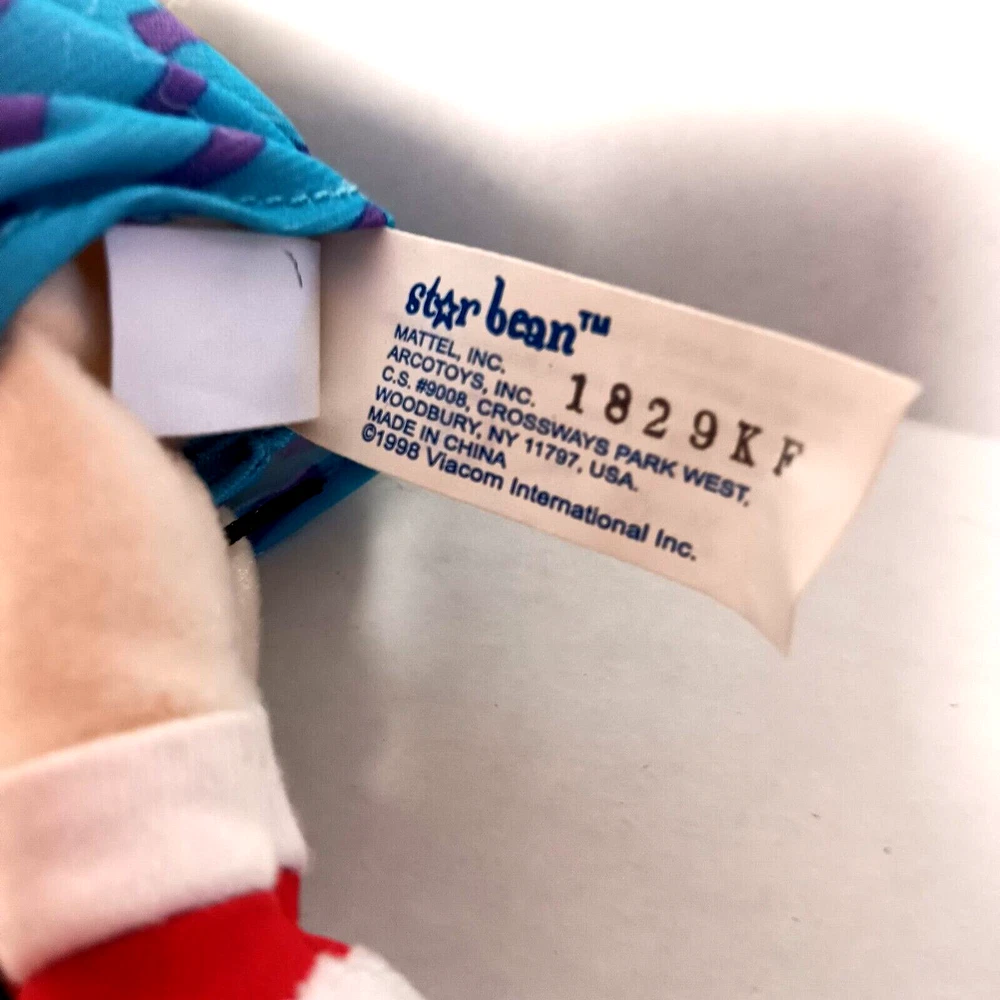 star bean™
MATTEL, INC.
ARCOTOYS, INC.
1829KF
C.S. #9008, CROSSWAYS PARK WEST,
WOODBURY, NY 11797, USA.
MADE IN CHINA
©1998 Viacom International Inc.